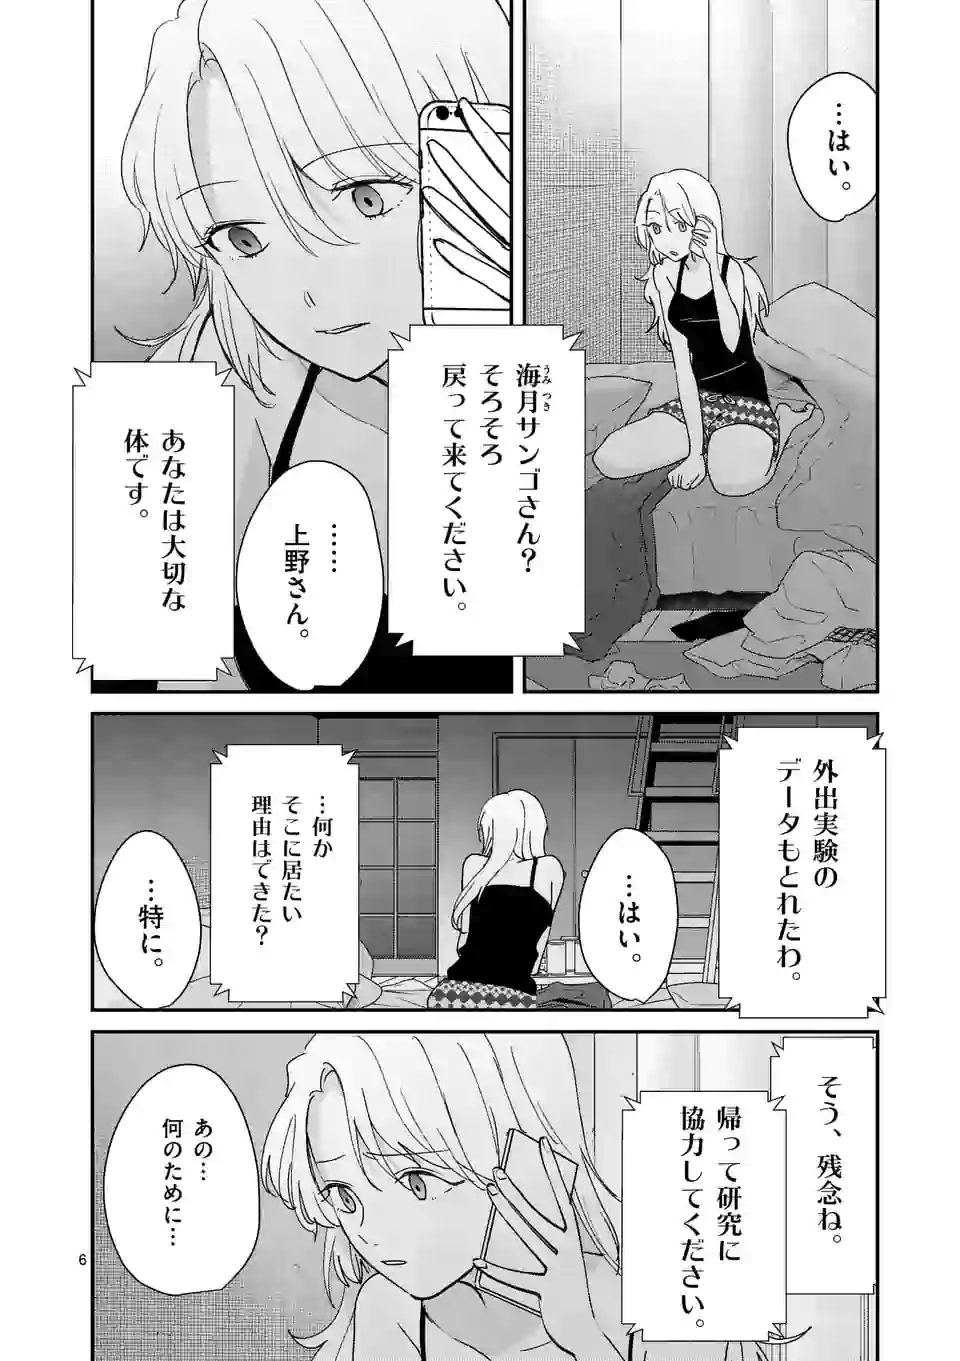 …はい。
海月サンゴさん?
うみつき
そろそろ
戻って来てください。
……
上野さん。
あなたは大切な
体です。
外出実験の
データもとれたわ。
…はい。
…何か
そこに居たい
理由はできた?
…特に。
そう、残念ね。
帰って研究に
協力してください。
あの…
何のために…
6